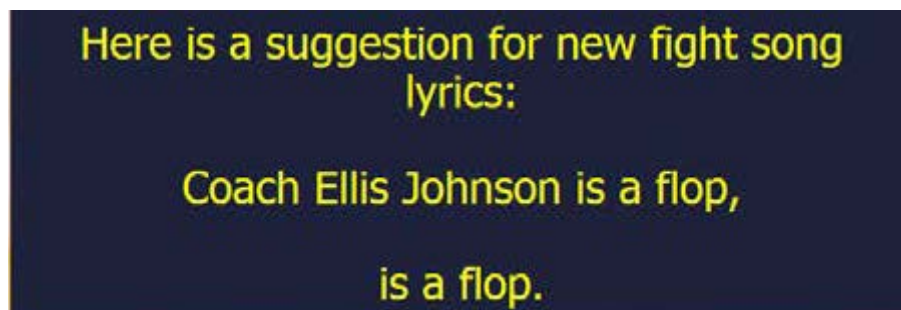 Here is a suggestion for new fight song
lyrics:
Coach Ellis Johnson is a flop,
is a flop.